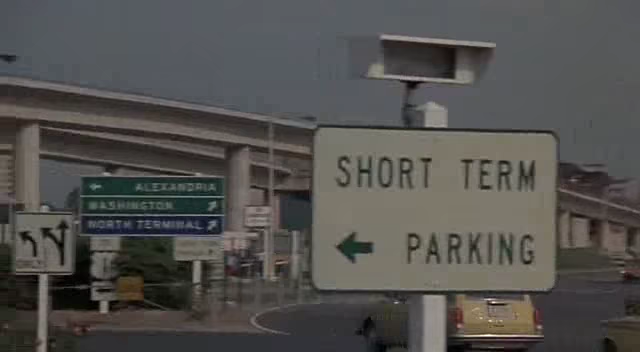 SHORT TERM
PARKING
ALEXANDRIA
WASHINGTON
NORTH TERMINAL